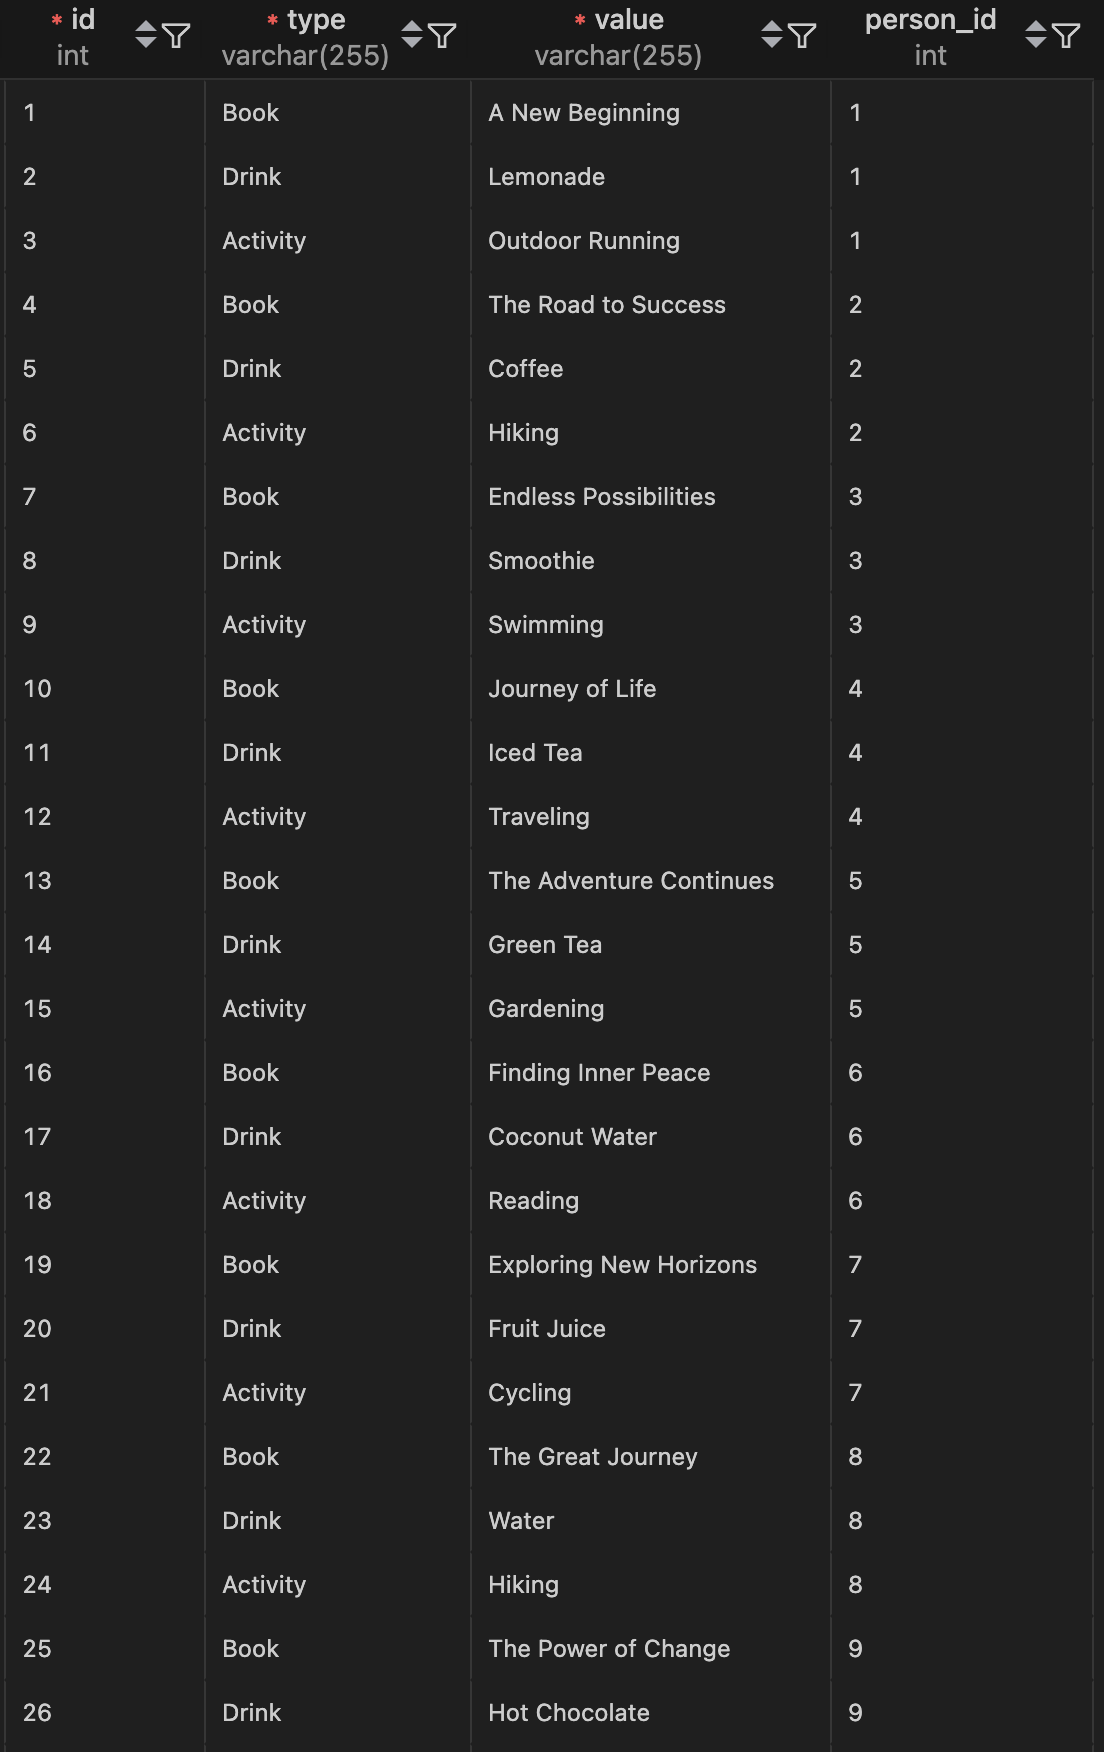 * id * type * value person_id
int varchar(255) varchar(255) int
1 Book A New Beginning 1
2 Drink Lemonade 1
3 Activity Outdoor Running 1
4 Book The Road to Success 2
5 Drink Coffee 2
6 Activity Hiking 2
7 Book Endless Possibilities 3
8 Drink Smoothie 3
9 Activity Swimming 3
10 Book Journey of Life 4
11 Drink Iced Tea 4
12 Activity Traveling 4
13 Book The Adventure Continues 5
14 Drink Green Tea 5
15 Activity Gardening 5
16 Book Finding Inner Peace 6
17 Drink Coconut Water 6
18 Activity Reading 6
19 Book Exploring New Horizons 7
20 Drink Fruit Juice 7
21 Activity Cycling 7
22 Book The Great Journey 8
23 Drink Water 8
24 Activity Hiking 8
25 Book The Power of Change 9
26 Drink Hot Chocolate 9